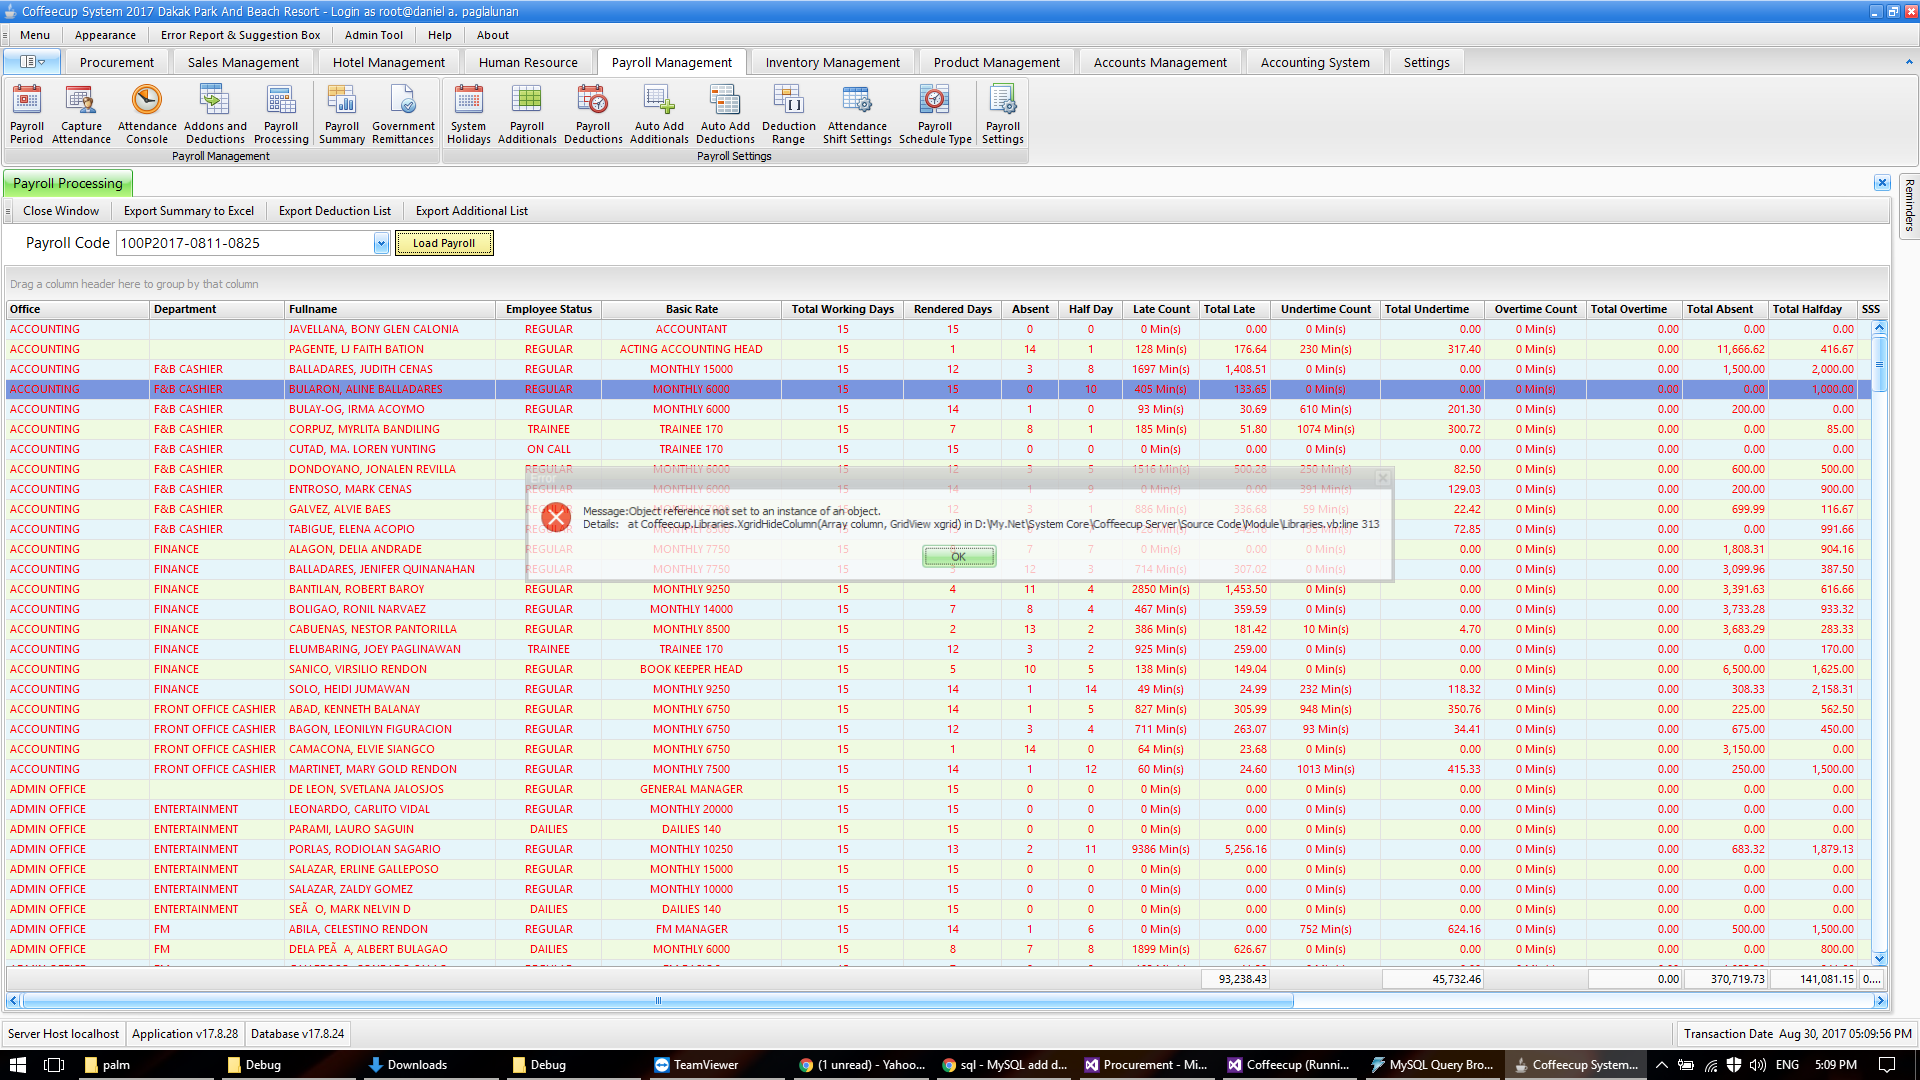 Coffeecup System 2017 Dakak Park And Beach Resort - Login as root@daniel a. paglalunan
Menu Appearance Error Report & Suggestion Box Admin Tool Help About
Procurement Sales Management Hotel Management Human Resource Payroll Management Inventory Management Product Management Accounts Management Accounting System Settings
Payroll Period Capture Attendance Attendance Console Addons and Deductions Payroll Processing Payroll Summary Government Remittances System Holidays Payroll Additionals Payroll Deductions Auto Add Additionals Auto Add Deductions Deduction Range Attendance Shift Settings Payroll Schedule Type Payroll Settings
Payroll Management Payroll Settings
Payroll Processing
Reminders
Close Window Export Summary to Excel Export Deduction List Export Additional List
Payroll Code 100P2017-0811-0825 Load Payroll
Drag a column header here to group by that column
Office Department Fullname Employee Status Basic Rate Total Working Days Rendered Days Absent Half Day Late Count Total Late Undertime Count Total Undertime Overtime Count Total Overtime Total Absent Total Halfday SSS
ACCOUNTING JAVELLANA, BONY GLEN CALONIA REGULAR ACCOUNTANT 15 15 0 0 0 Min(s) 0.00 0 Min(s) 0.00 0 Min(s) 0.00 0.00 0.00
ACCOUNTING PAGENTE, LJ FAITH BATION REGULAR ACTING ACCOUNTING HEAD 15 1 14 1 128 Min(s) 176.64 230 Min(s) 317.40 0 Min(s) 0.00 11,666.62 416.67
ACCOUNTING F&B CASHIER BALLADARES, JUDITH CENAS REGULAR MONTHLY 15000 15 12 3 8 1697 Min(s) 1,408.51 0 Min(s) 0.00 0 Min(s) 0.00 1,500.00 2,000.00
ACCOUNTING F&B CASHIER BULARON, ALINE BALLADARES REGULAR MONTHLY 6000 15 15 0 10 405 Min(s) 133.65 0 Min(s) 0.00 0 Min(s) 0.00 0.00 1,000.00
ACCOUNTING F&B CASHIER BULAY-OG, IRMA ACOYMO REGULAR MONTHLY 6000 15 14 1 0 93 Min(s) 30.69 610 Min(s) 201.30 0 Min(s) 0.00 200.00 0.00
ACCOUNTING F&B CASHIER CORPUZ, MYRLITA BANDILING TRAINEE TRAINEE 170 15 7 8 1 185 Min(s) 51.80 1074 Min(s) 300.72 0 Min(s) 0.00 0.00 85.00
ACCOUNTING F&B CASHIER CUTAD, MA. LOREN YUNTING ON CALL TRAINEE 170 15 15 0 0 0 Min(s) 0.00 0 Min(s) 0.00 0 Min(s) 0.00 0.00 0.00
ACCOUNTING F&B CASHIER DONDOYANO, JONALEN REVILLA REGULAR MONTHLY 6000 15 12 3 5 1516 Min(s) 500.28 250 Min(s) 82.50 0 Min(s) 0.00 600.00 500.00
Error
ACCOUNTING F&B CASHIER ENTROSO, MARK CENAS REGULAR MONTHLY 6000 15 14 1 9 0 Min(s) 0.00 391 Min(s) 129.03 0 Min(s) 0.00 200.00 900.00
ACCOUNTING F&B CASHIER GALVEZ, ALVIE BAES 22.42 0 Min(s) 0.00 699.99 116.67
Message:Object reference not set to an instance of an object.
Details: at Coffeecup.Libraries.XgridHideColumn(Array column, GridView xgrid) in D:\My.Net\System Core\Coffeecup Server\Source Code\Module\Libraries.vb:line 313
ACCOUNTING F&B CASHIER TABIGUE, ELENA ACOPIO 72.85 0 Min(s) 0.00 0.00 991.66
ACCOUNTING FINANCE ALAGON, DELIA ANDRADE REGULAR MONTHLY 7750 7 7 0 Min(s) 0.00 0 Min(s) 0.00 0 Min(s) 0.00 1,808.31 904.16
OK
ACCOUNTING FINANCE BALLADARES, JENIFER QUINANAHAN REGULAR MONTHLY 7750 15 3 12 3 714 Min(s) 307.02 0 Min(s) 0.00 0 Min(s) 0.00 3,099.96 387.50
ACCOUNTING FINANCE BANTILAN, ROBERT BAROY REGULAR MONTHLY 9250 15 4 11 4 2850 Min(s) 1,453.50 0 Min(s) 0.00 0 Min(s) 0.00 3,391.63 616.66
ACCOUNTING FINANCE BOLIGAO, RONIL NARVAEZ REGULAR MONTHLY 14000 15 7 8 4 467 Min(s) 359.59 0 Min(s) 0.00 0 Min(s) 0.00 3,733.28 933.32
ACCOUNTING FINANCE CABUENAS, NESTOR PANTORILLA REGULAR MONTHLY 8500 15 2 13 2 386 Min(s) 181.42 10 Min(s) 4.70 0 Min(s) 0.00 3,683.29 283.33
ACCOUNTING FINANCE ELUMBARING, JOEY PAGLINAWAN TRAINEE TRAINEE 170 15 12 3 2 925 Min(s) 259.00 0 Min(s) 0.00 0 Min(s) 0.00 0.00 170.00
ACCOUNTING FINANCE SANICO, VIRSILIO RENDON REGULAR BOOK KEEPER HEAD 15 5 10 5 138 Min(s) 149.04 0 Min(s) 0.00 0 Min(s) 0.00 6,500.00 1,625.00
ACCOUNTING FINANCE SOLO, HEIDI JUMAWAN REGULAR MONTHLY 9250 15 14 1 14 49 Min(s) 24.99 232 Min(s) 118.32 0 Min(s) 0.00 308.33 2,158.31
ACCOUNTING FRONT OFFICE CASHIER ABAD, KENNETH BALANAY REGULAR MONTHLY 6750 15 14 1 5 827 Min(s) 305.99 948 Min(s) 350.76 0 Min(s) 0.00 225.00 562.50
ACCOUNTING FRONT OFFICE CASHIER BAGON, LEONILYN FIGURACION REGULAR MONTHLY 6750 15 12 3 4 711 Min(s) 263.07 93 Min(s) 34.41 0 Min(s) 0.00 675.00 450.00
ACCOUNTING FRONT OFFICE CASHIER CAMACONA, ELVIE SIANGCO REGULAR MONTHLY 6750 15 1 14 0 64 Min(s) 23.68 0 Min(s) 0.00 0 Min(s) 0.00 3,150.00 0.00
ACCOUNTING FRONT OFFICE CASHIER MARTINET, MARY GOLD RENDON REGULAR MONTHLY 7500 15 14 1 12 60 Min(s) 24.60 1013 Min(s) 415.33 0 Min(s) 0.00 250.00 1,500.00
ADMIN OFFICE DE LEON, SVETLANA JALOSJOS REGULAR GENERAL MANAGER 15 15 0 0 0 Min(s) 0.00 0 Min(s) 0.00 0 Min(s) 0.00 0.00 0.00
ADMIN OFFICE ENTERTAINMENT LEONARDO, CARLITO VIDAL REGULAR MONTHLY 20000 15 15 0 0 0 Min(s) 0.00 0 Min(s) 0.00 0 Min(s) 0.00 0.00 0.00
ADMIN OFFICE ENTERTAINMENT PARAMI, LAURO SAGUIN DAILIES DAILIES 140 15 15 0 0 0 Min(s) 0.00 0 Min(s) 0.00 0 Min(s) 0.00 0.00 0.00
ADMIN OFFICE ENTERTAINMENT PORLAS, RODIOLAN SAGARIO REGULAR MONTHLY 10250 15 13 2 11 9386 Min(s) 5,256.16 0 Min(s) 0.00 0 Min(s) 0.00 683.32 1,879.13
ADMIN OFFICE ENTERTAINMENT SALAZAR, ERLINE GALLEPOSO REGULAR MONTHLY 15000 15 15 0 0 0 Min(s) 0.00 0 Min(s) 0.00 0 Min(s) 0.00 0.00 0.00
ADMIN OFFICE ENTERTAINMENT SALAZAR, ZALDY GOMEZ REGULAR MONTHLY 10000 15 15 0 0 0 Min(s) 0.00 0 Min(s) 0.00 0 Min(s) 0.00 0.00 0.00
ADMIN OFFICE ENTERTAINMENT SEÃ O, MARK NELVIN D DAILIES DAILIES 140 15 15 0 0 0 Min(s) 0.00 0 Min(s) 0.00 0 Min(s) 0.00 0.00 0.00
ADMIN OFFICE FM ABILA, CELESTINO RENDON REGULAR FM MANAGER 15 14 1 6 0 Min(s) 0.00 752 Min(s) 624.16 0 Min(s) 0.00 500.00 1,500.00
ADMIN OFFICE FM DELA PEÃ A, ALBERT BULAGAO DAILIES MONTHLY 6000 15 8 7 8 1899 Min(s) 626.67 0 Min(s) 0.00 0 Min(s) 0.00 0.00 800.00
93,238.43 45,732.46 0.00 370,719.73 141,081.15 0....
Server Host localhost Application v17.8.28 Database v17.8.24 Transaction Date Aug 30, 2017 05:09:56 PM
palm Debug Downloads Debug TeamViewer (1 unread) - Yahoo... sql - MySQL add d... Procurement - Mi... Coffeecup (Runni... MySQL Query Bro... Coffeecup System... ENG 5:09 PM